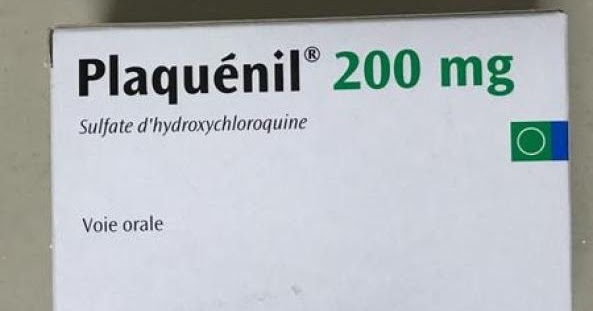 Plaquénil® 200 mg
Sulfate d'hydroxychloroquine
Voie orale